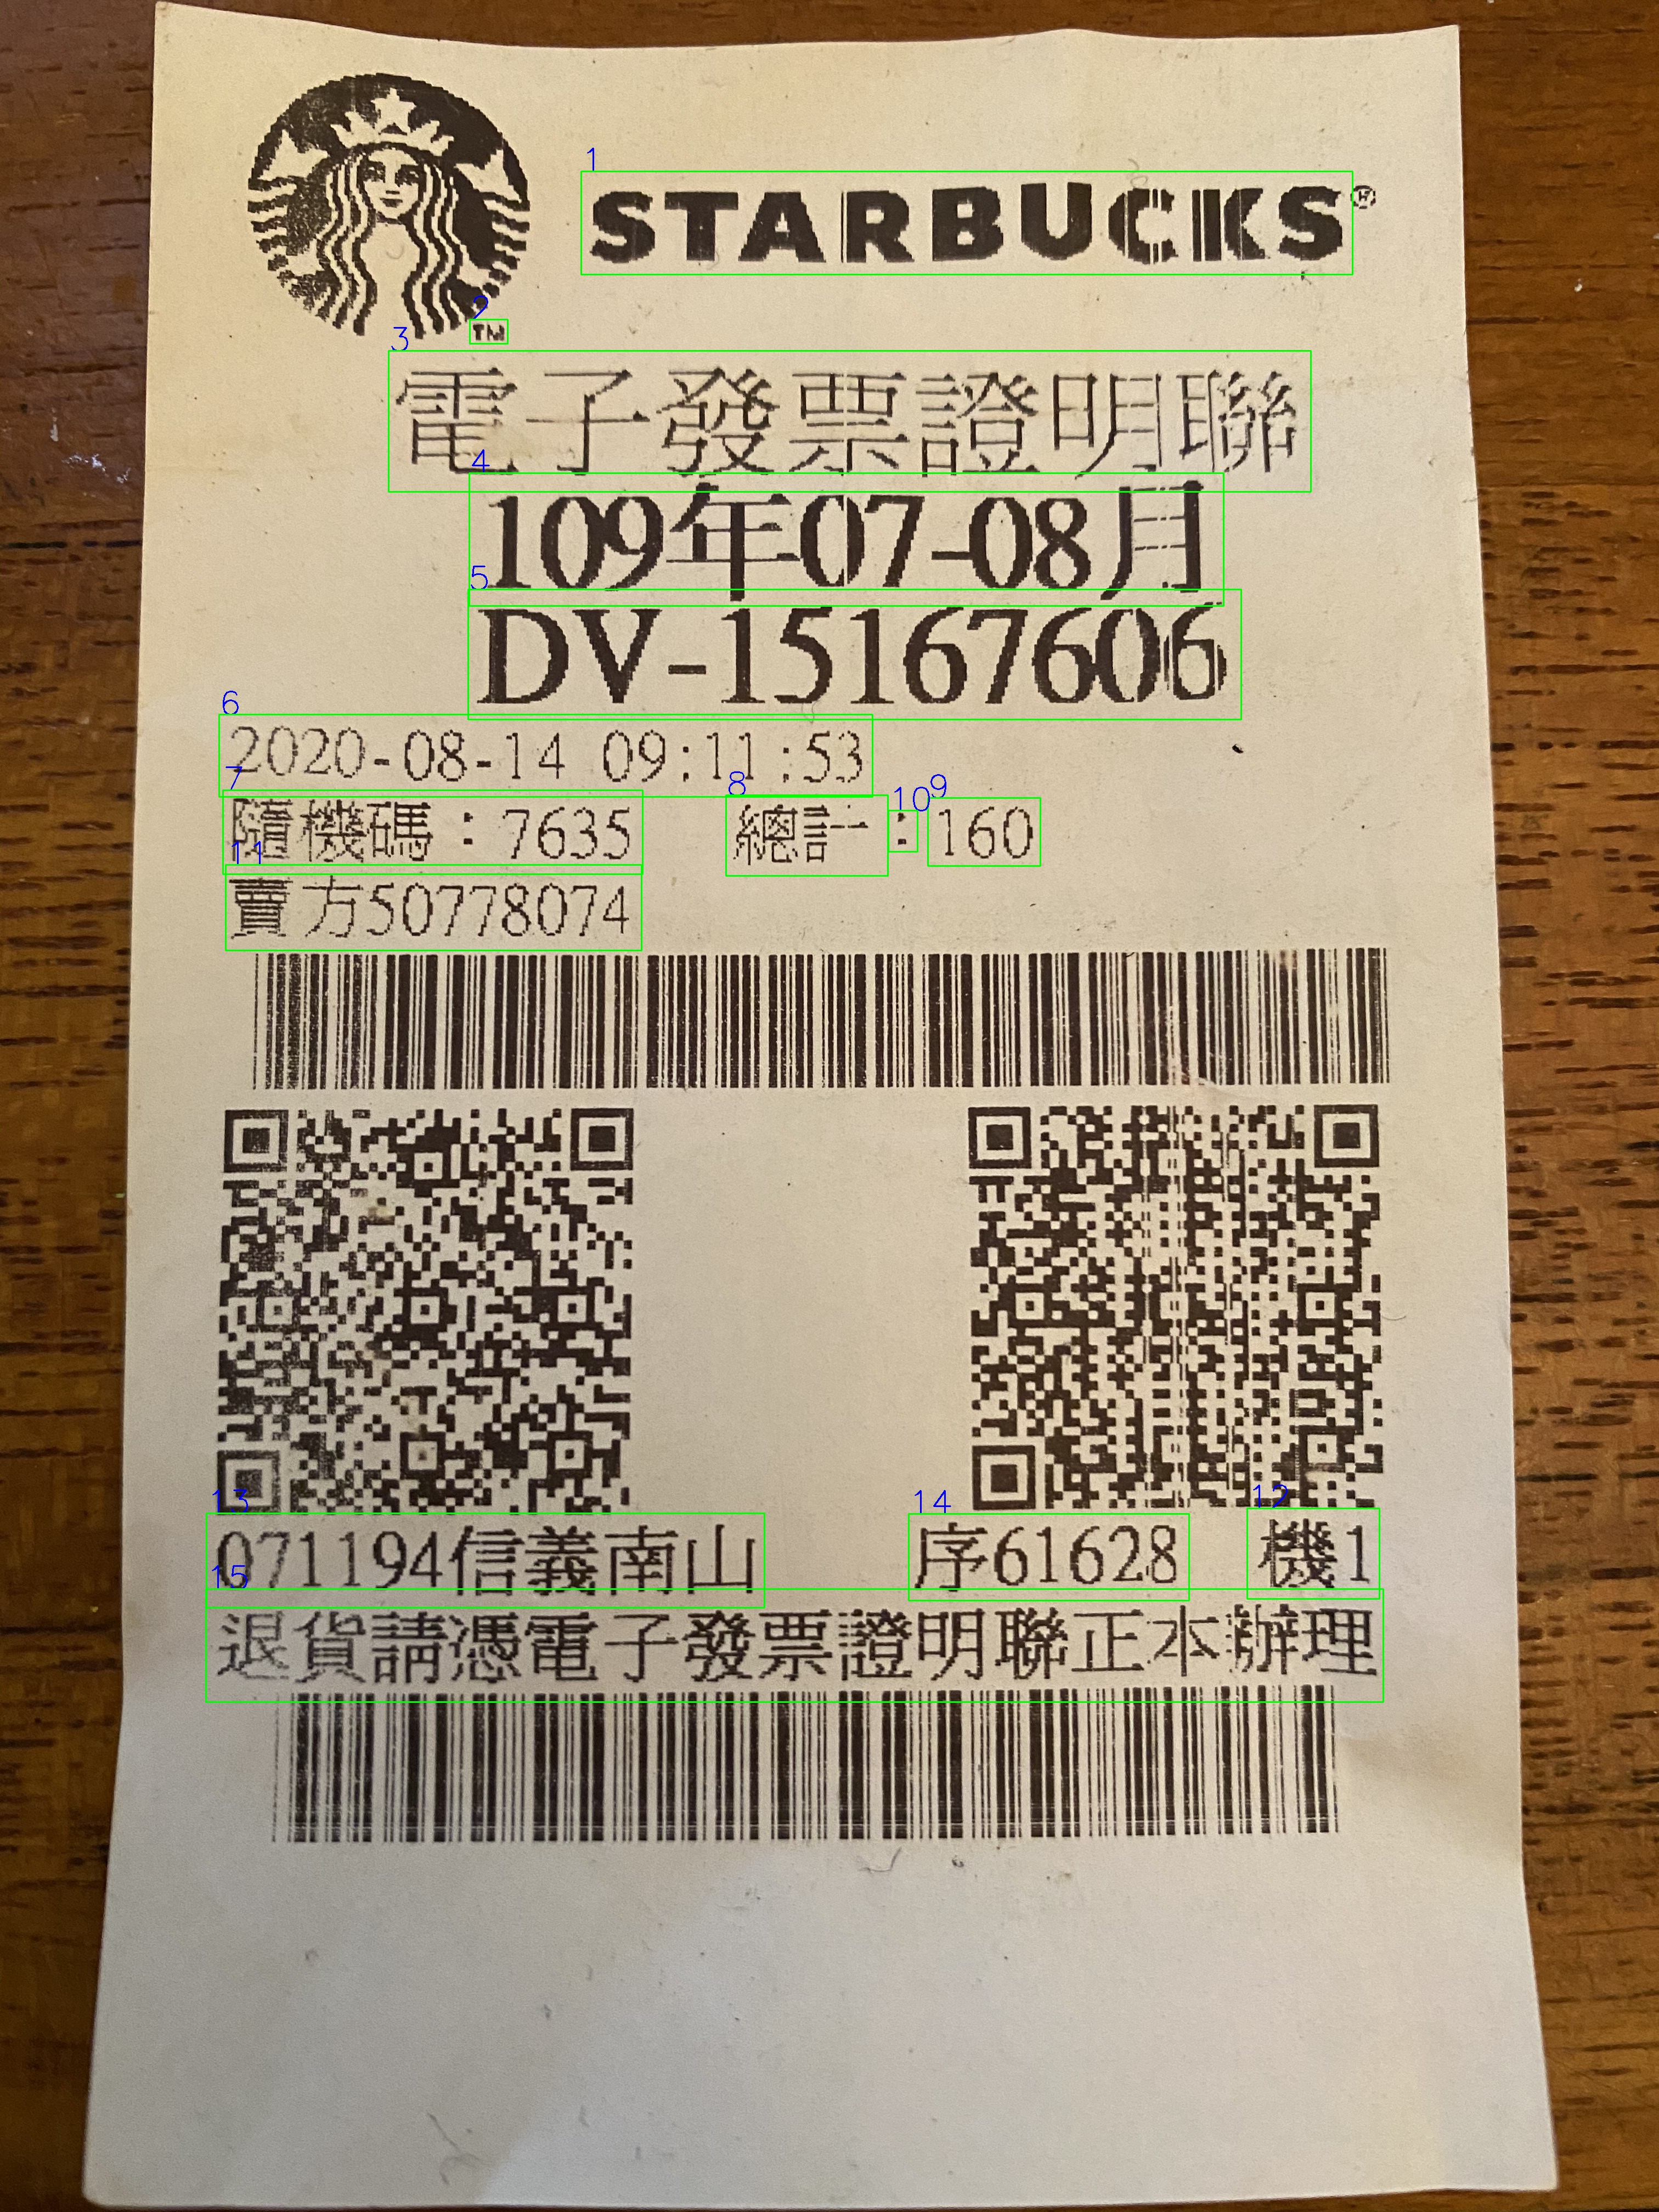 STARBUCKS®
TM
電子發票證明聯
109年07-08月
DV-15167606
2020-08-14 09:11:53
隨機碼:7635 總計:160
賣方50778074
071194信義南山 序61628 機1
退貨請憑電子發票證明聯正本辦理